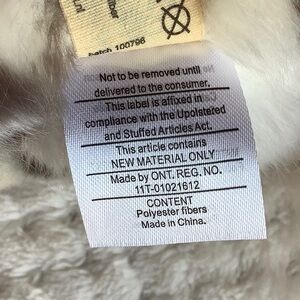 batch 100796
Not to be removed until
delivered to the consumer.
This label is affixed in
compliance with the Upolstered
and Stuffed Articles Act.
This article contains
NEW MATERIAL ONLY
Made by ONT. REG. NO.
11T-01021612
CONTENT
Polyester fibers
Made in China.